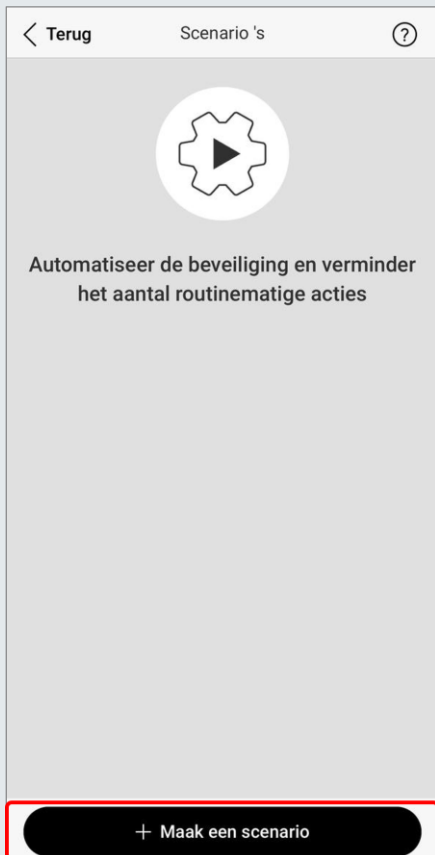 Terug
Scenario 's
?
Automatiseer de beveiliging en verminder
het aantal routinematige acties
+ Maak een scenario